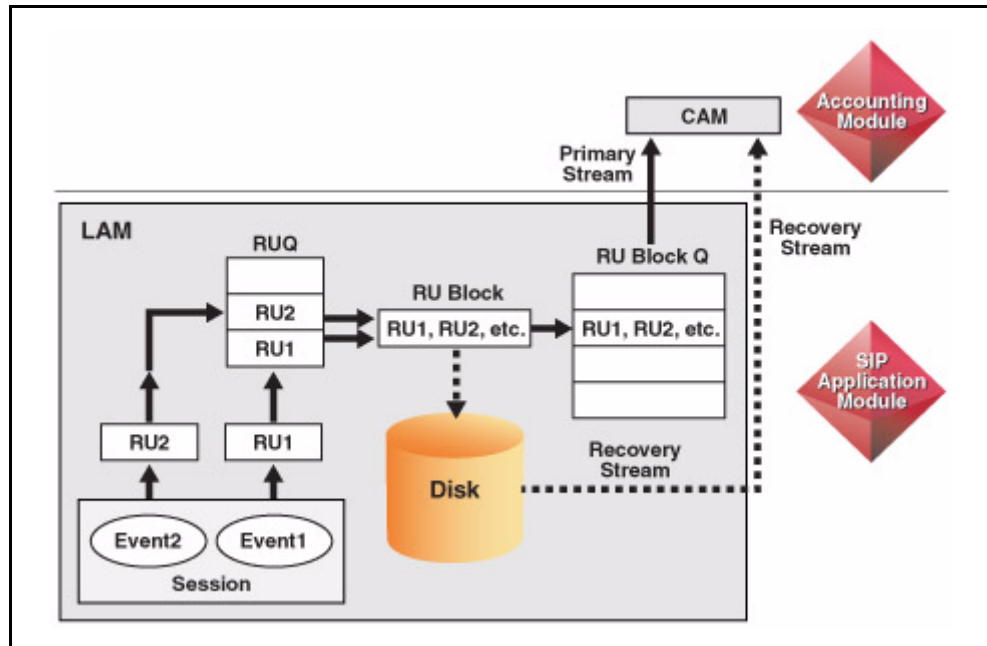 CAM
Accounting
Module
Primary
Stream
LAM
RUQ
RU2
RU1
RU Block
RU1, RU2, etc.
RU Block Q
RU1, RU2, etc.
Recovery
Stream
SIP
Application
Module
RU2
RU1
Disk
Recovery
Stream
Event2
Event1
Session